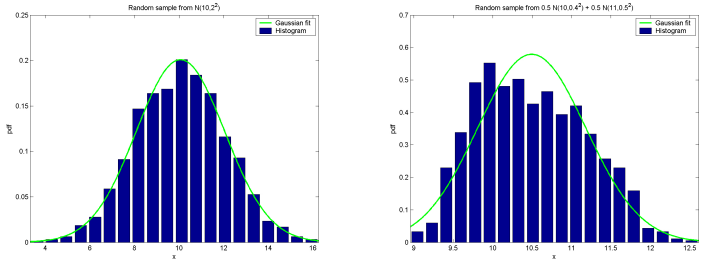 Random sample from N(10,2²)
Gaussian fit
Histogram
0.25
0.2
0.15
0.1
0.05
0
pdf
4 6 8 10 12 14 16
x
Random sample from 0.5 N(10,0.4²) + 0.5 N(11,0.5²)
Gaussian fit
Histogram
0.7
0.6
0.5
0.4
0.3
0.2
0.1
0
pdf
9 9.5 10 10.5 11 11.5 12 12.5
x